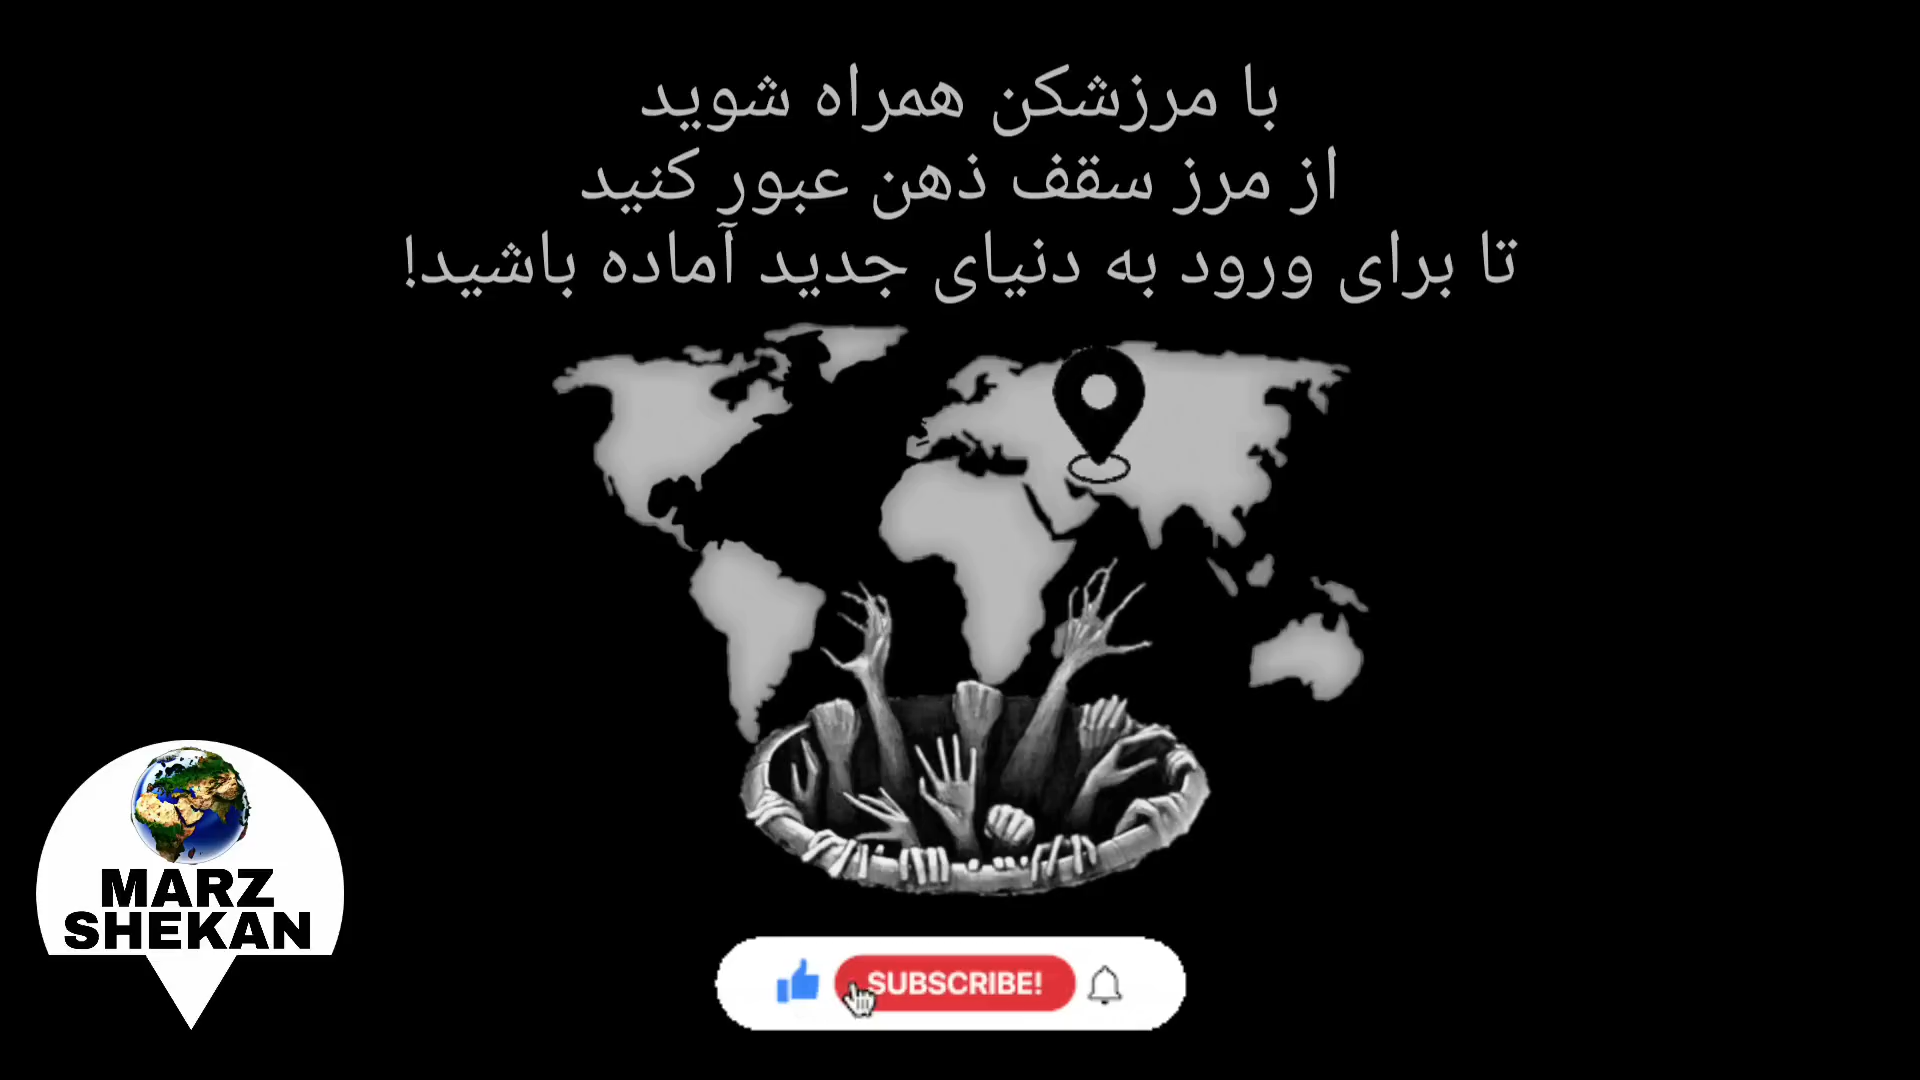 با مرزشکن همراه شوید
از مرز سقف ذهن عبور کنید
تا برای ورود به دنیای جدید آماده باشید!
MARZ
SHEKAN
SUBSCRIBE!